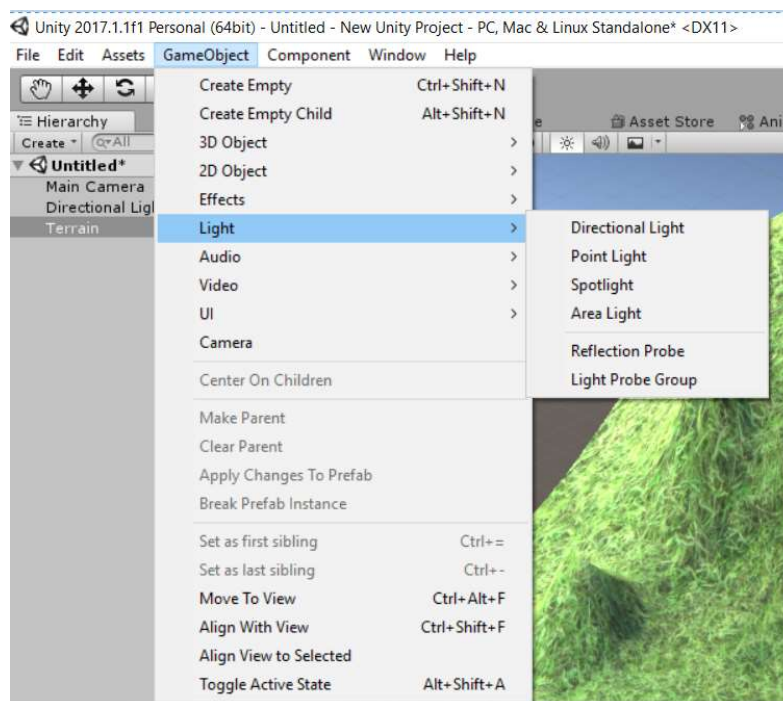 Unity 2017.1.1f1 Personal (64bit) - Untitled - New Unity Project - PC, Mac & Linux Standalone* <DX11>
File Edit Assets GameObject Component Window Help
Hierarchy
Create All
Untitled*
Main Camera
Directional Ligh
Terrain
Create Empty Ctrl+Shift+N
Create Empty Child Alt+Shift+N
3D Object
2D Object
Effects
Light
Audio
Video
UI
Camera
Center On Children
Make Parent
Clear Parent
Apply Changes To Prefab
Break Prefab Instance
Set as first sibling Ctrl+=
Set as last sibling Ctrl+-
Move To View Ctrl+Alt+F
Align With View Ctrl+Shift+F
Align View to Selected
Toggle Active State Alt+Shift+A
e Asset Store Ani
Directional Light
Point Light
Spotlight
Area Light
Reflection Probe
Light Probe Group